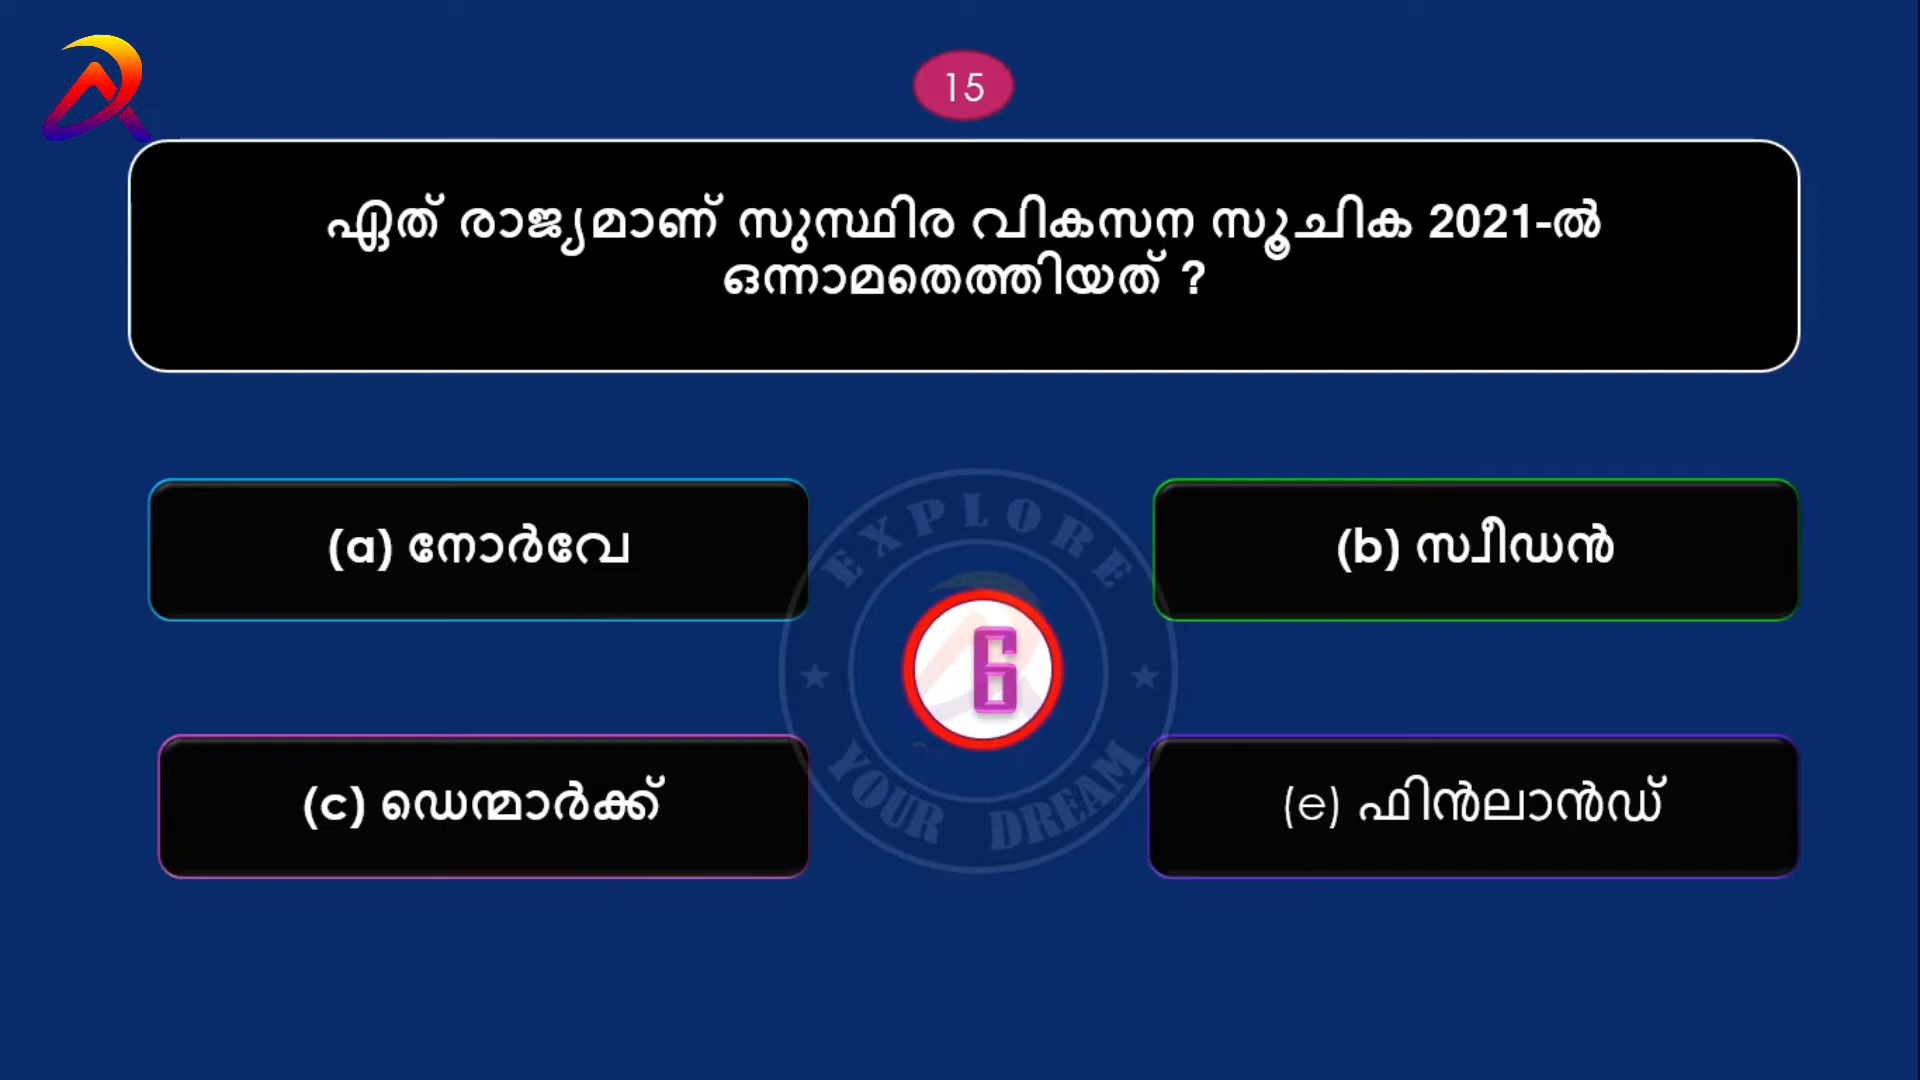 15
ഏത് രാജ്യമാണ് സുസ്ഥിര വികസന സൂചിക 2021-ൽ
ഒന്നാമതെത്തിയത് ?
(a) നോർവേ
(b) സ്വീഡൻ
EXPLORE
6
YOUR DREAM
(c) ഡെന്മാർക്ക്
(e) ഫിൻലാൻഡ്